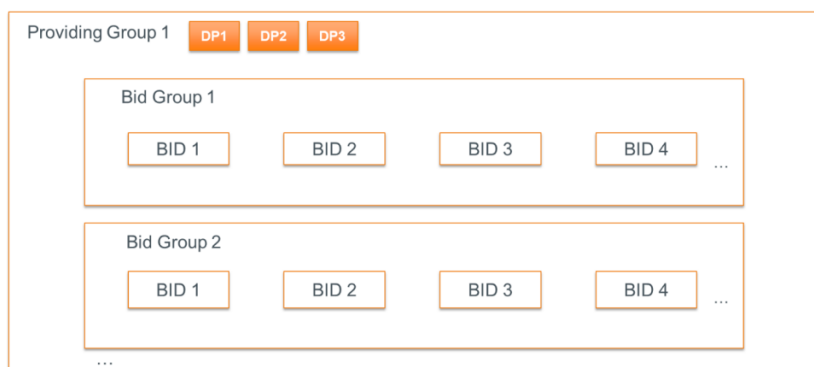 Providing Group 1 DP1 DP2 DP3
Bid Group 1
BID 1 BID 2 BID 3 BID 4 ...
Bid Group 2
BID 1 BID 2 BID 3 BID 4 ...
...